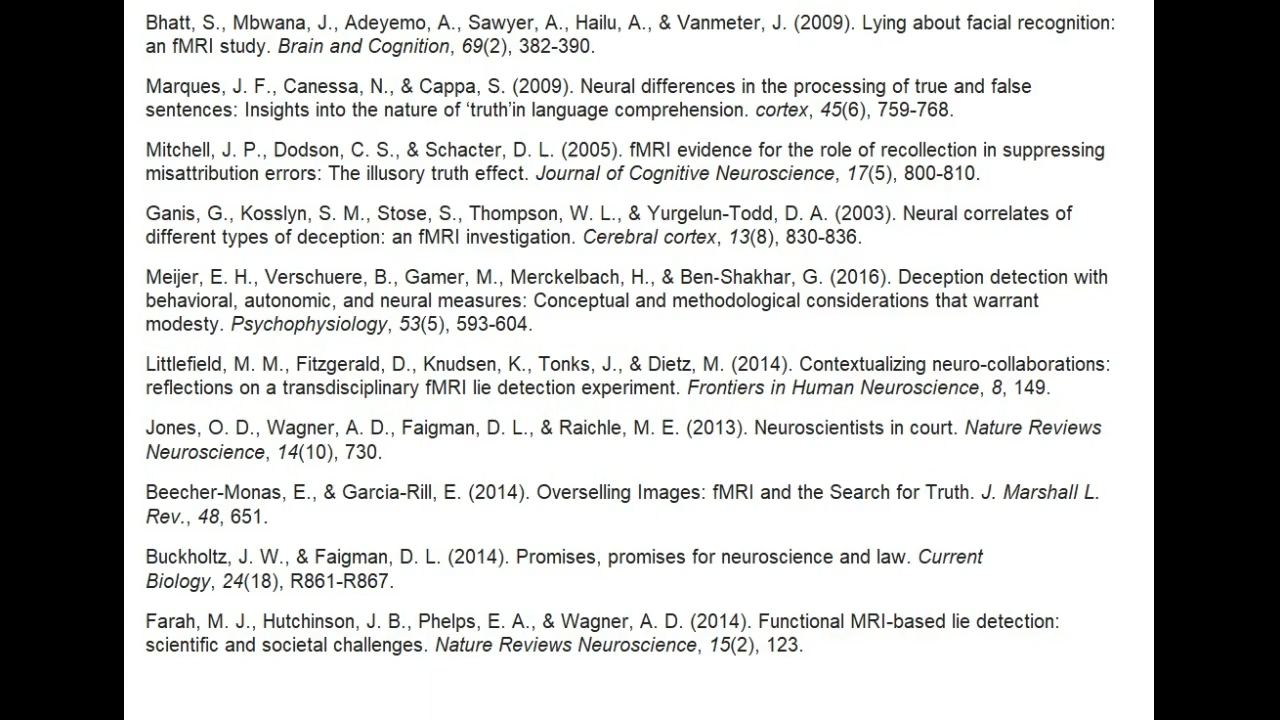 Bhatt, S., Mbwana, J., Adeyemo, A., Sawyer, A., Hailu, A., & Vanmeter, J. (2009). Lying about facial recognition:
an fMRI study. Brain and Cognition, 69(2), 382-390.
Marques, J. F., Canessa, N., & Cappa, S. (2009). Neural differences in the processing of true and false
sentences: Insights into the nature of ‘truth’in language comprehension. cortex, 45(6), 759-768.
Mitchell, J. P., Dodson, C. S., & Schacter, D. L. (2005). fMRI evidence for the role of recollection in suppressing
misattribution errors: The illusory truth effect. Journal of Cognitive Neuroscience, 17(5), 800-810.
Ganis, G., Kosslyn, S. M., Stose, S., Thompson, W. L., & Yurgelun-Todd, D. A. (2003). Neural correlates of
different types of deception: an fMRI investigation. Cerebral cortex, 13(8), 830-836.
Meijer, E. H., Verschuere, B., Gamer, M., Merckelbach, H., & Ben-Shakhar, G. (2016). Deception detection with
behavioral, autonomic, and neural measures: Conceptual and methodological considerations that warrant
modesty. Psychophysiology, 53(5), 593-604.
Littlefield, M. M., Fitzgerald, D., Knudsen, K., Tonks, J., & Dietz, M. (2014). Contextualizing neuro-collaborations:
reflections on a transdisciplinary fMRI lie detection experiment. Frontiers in Human Neuroscience, 8, 149.
Jones, O. D., Wagner, A. D., Faigman, D. L., & Raichle, M. E. (2013). Neuroscientists in court. Nature Reviews
Neuroscience, 14(10), 730.
Beecher-Monas, E., & Garcia-Rill, E. (2014). Overselling Images: fMRI and the Search for Truth. J. Marshall L.
Rev., 48, 651.
Buckholtz, J. W., & Faigman, D. L. (2014). Promises, promises for neuroscience and law. Current
Biology, 24(18), R861-R867.
Farah, M. J., Hutchinson, J. B., Phelps, E. A., & Wagner, A. D. (2014). Functional MRI-based lie detection:
scientific and societal challenges. Nature Reviews Neuroscience, 15(2), 123.